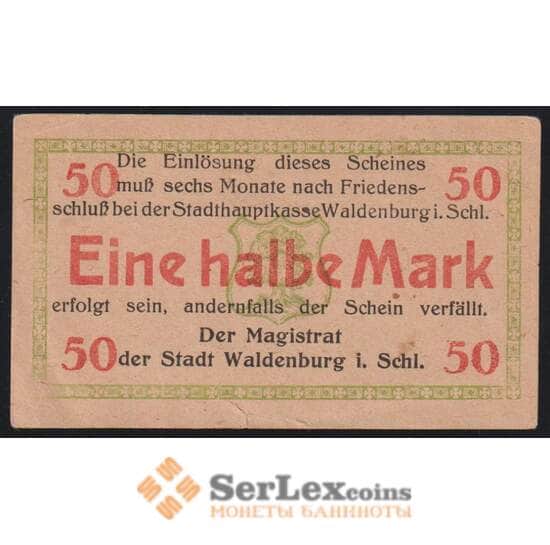 50 Die Einlösung dieses Scheines 50
muß sechs Monate nach Friedens-
schluß bei der Stadthauptkasse Waldenburg i. Schl.
Eine halbe Mark
erfolgt sein, andernfalls der Schein verfällt.
Der Magistrat
50 der Stadt Waldenburg i. Schl. 50
SerLexcoins
МОНЕТЫ БАНКНОТЫ